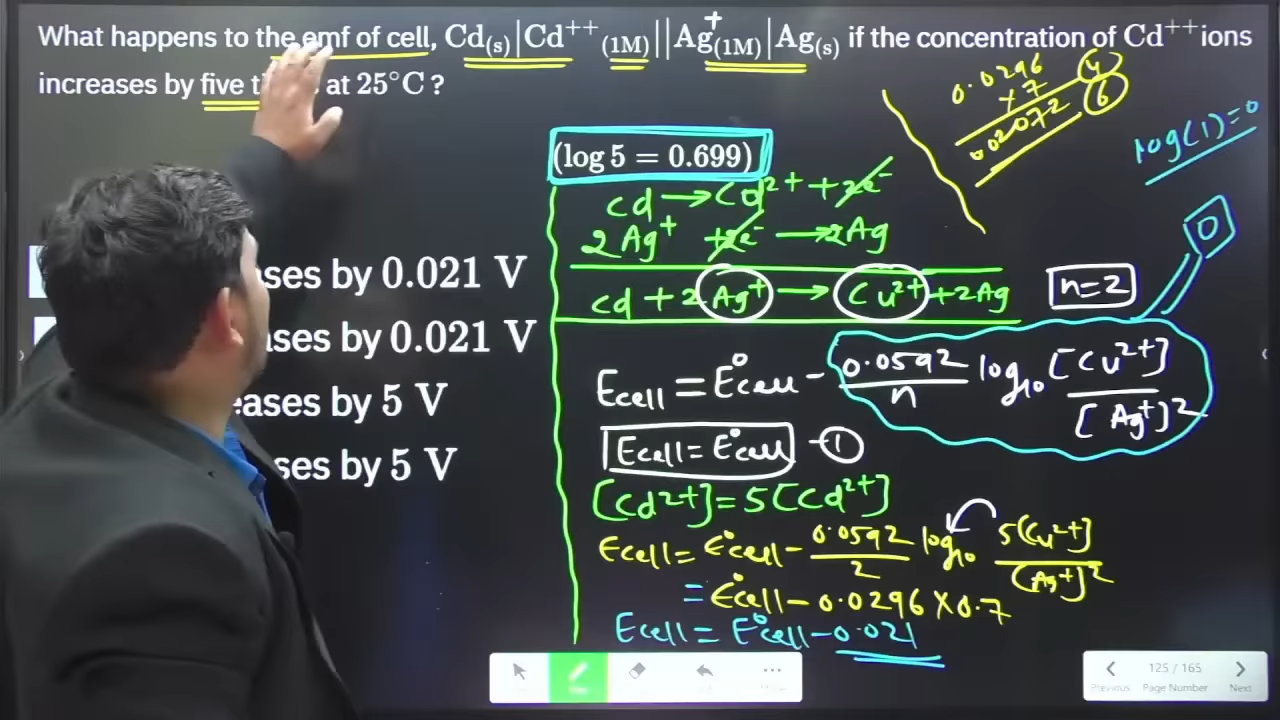 What happens to the emf of cell, Cd(s)|Cd⁺⁺(1M)||Ag⁺(1M)|Ag(s) if the concentration of Cd⁺⁺ ions
increases by five at 25°C ?
0.0296
×7
.02072
4
6
log(1)=0
(log 5 = 0.699)
Cd → Cd²⁺ + 2e⁻
2Ag⁺ + 2e⁻ → 2Ag
0
by 0.021 V
Cd + 2Ag⁺ → Cu²⁺ + 2Ag
n=2
by 0.021 V
Ecell = E°cell − 0.0592/n log₁₀ [Cu²⁺]/[Ag⁺]²
by 5 V
Ecell = E°cell −①
by 5 V
[Cd²⁺] = 5[Cd²⁺]
Ecell = E°cell − 0.0592/2 log₁₀ 5[Cu²⁺]/[Ag⁺]²
= E°cell − 0.0296 × 0.7
Ecell = E°cell − 0.021
125 / 165
Previous Page Number Next